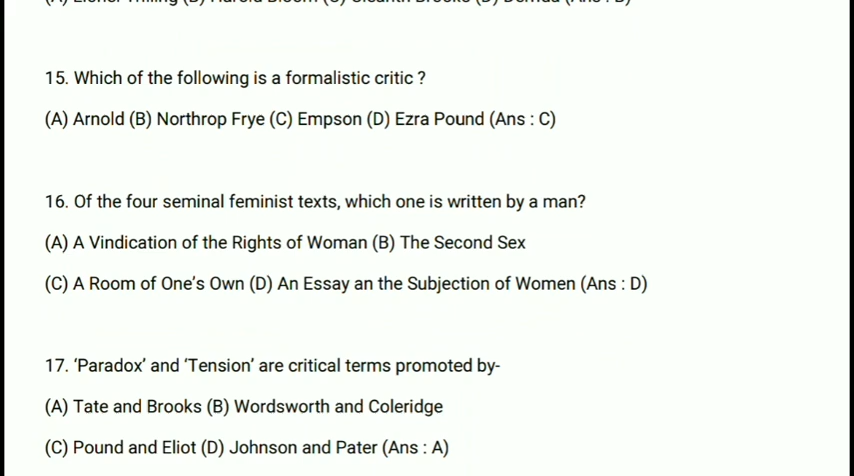 15. Which of the following is a formalistic critic ?
(A) Arnold (B) Northrop Frye (C) Empson (D) Ezra Pound (Ans : C)
16. Of the four seminal feminist texts, which one is written by a man?
(A) A Vindication of the Rights of Woman (B) The Second Sex
(C) A Room of One's Own (D) An Essay an the Subjection of Women (Ans : D)
17. ‘Paradox’ and ‘Tension’ are critical terms promoted by-
(A) Tate and Brooks (B) Wordsworth and Coleridge
(C) Pound and Eliot (D) Johnson and Pater (Ans : A)